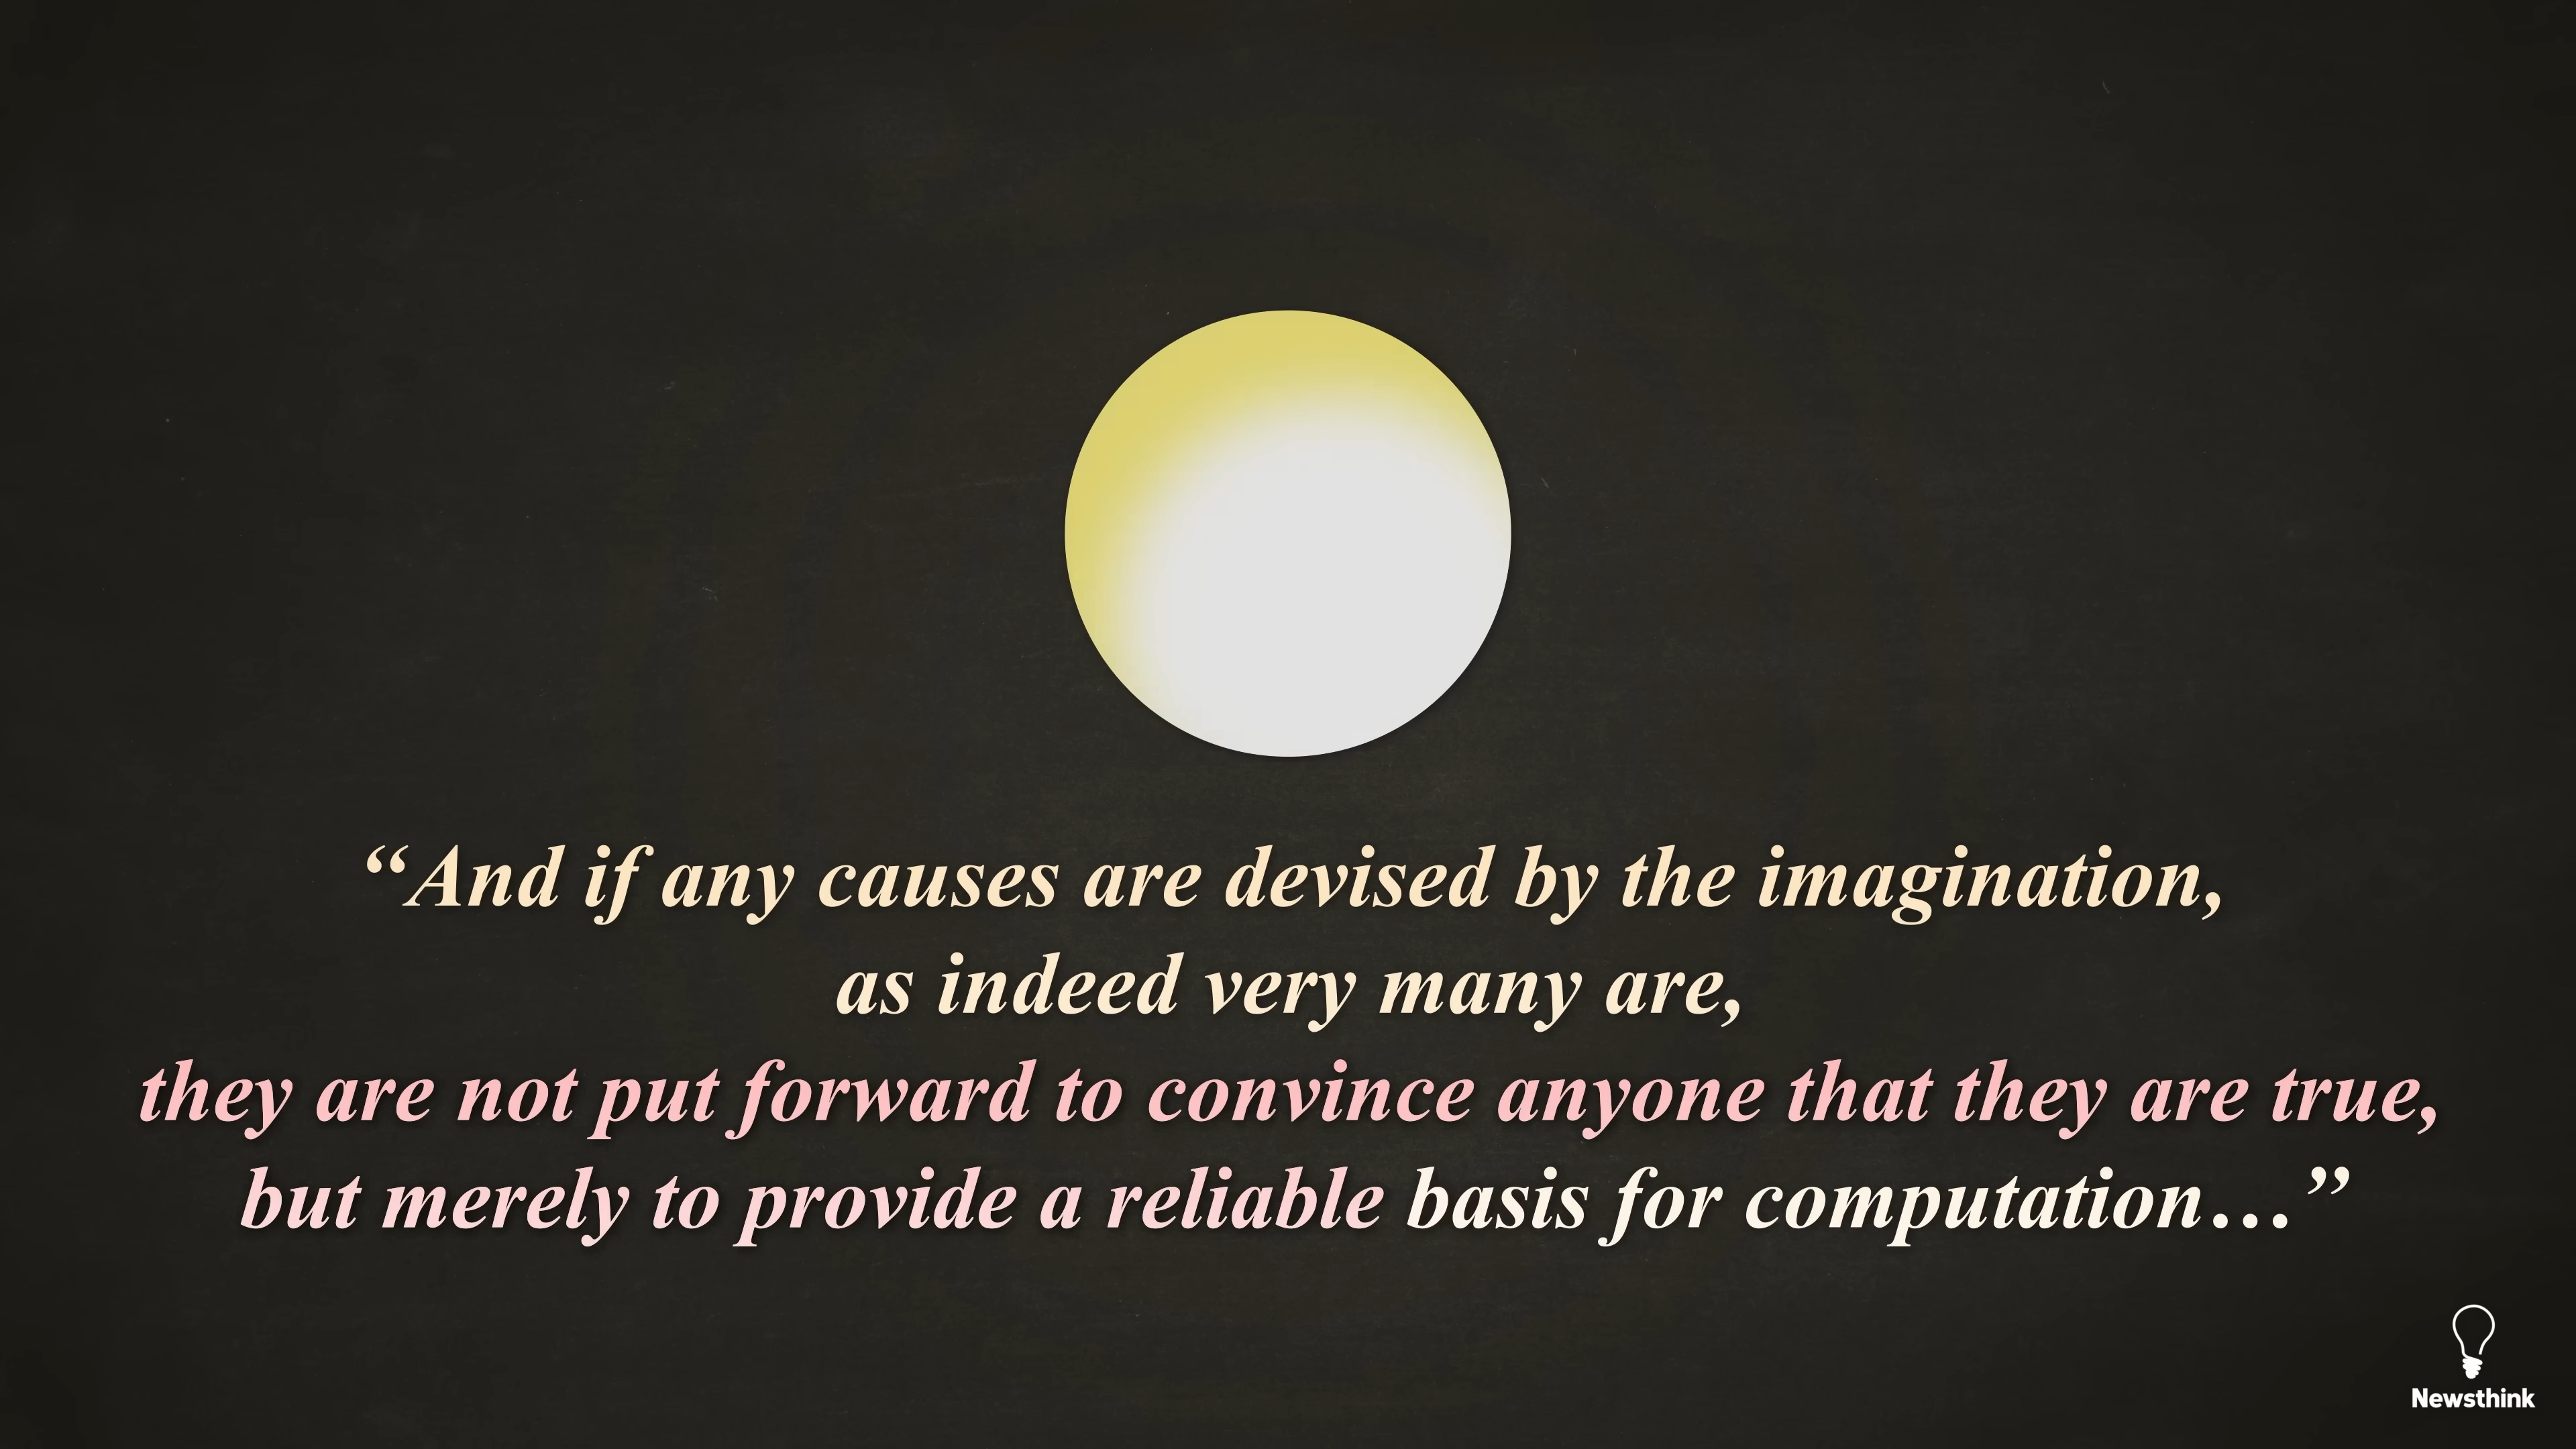 “And if any causes are devised by the imagination,
as indeed very many are,
they are not put forward to convince anyone that they are true,
but merely to provide a reliable basis for computation…”
Newsthink